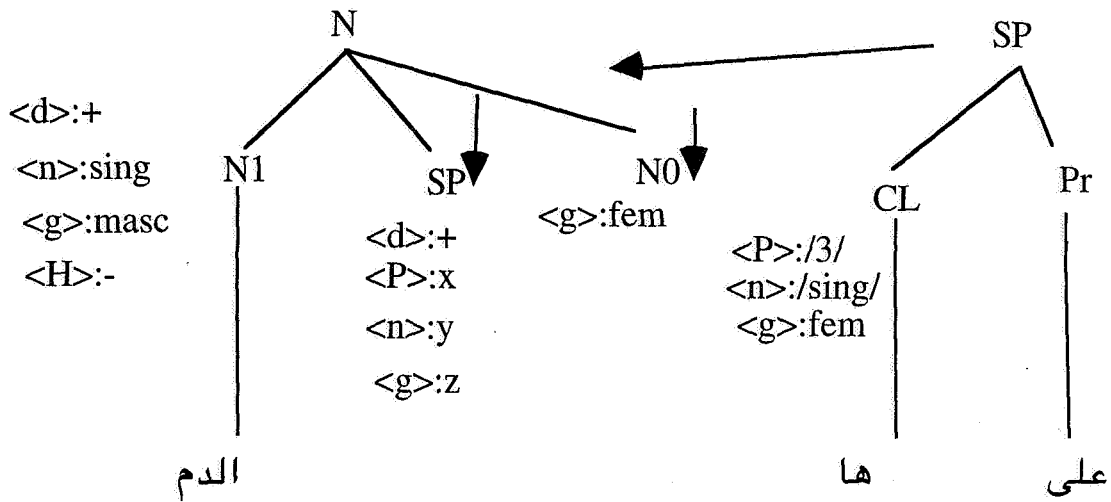 N SP
<d>:+
<n>:sing N1 SP N0 CL Pr
<g>:masc <g>:fem
<H>:- <d>:+ <P>:/3/
<P>:x <n>:/sing/
<n>:y <g>:fem
<g>:z
الدم ها على